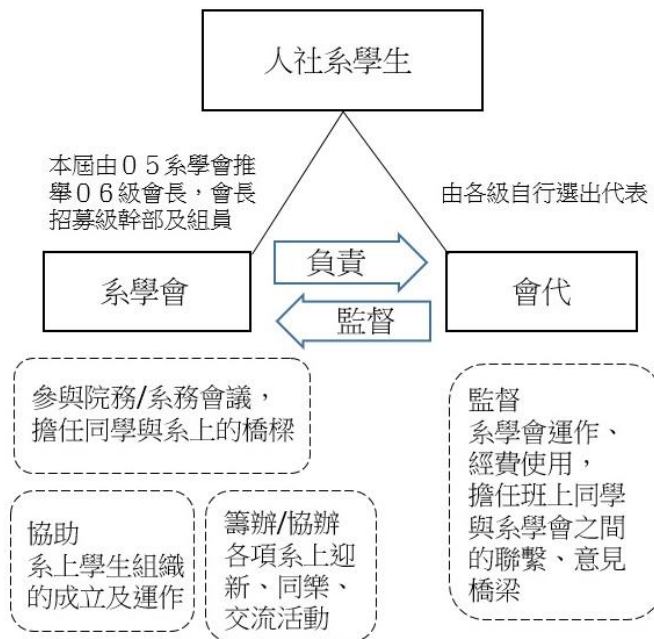 人社系學生
本屆由０５系學會推
舉０６級會長，會長
招募級幹部及組員
由各級自行選出代表
負責
系學會
會代
監督
參與院務/系務會議，
擔任同學與系上的橋樑
監督
系學會運作、
經費使用，
擔任班上同學
與系學會之間
的聯繫、意見
橋梁
協助
系上學生組織
的成立及運作
籌辦/協辦
各項系上迎
新、同樂、
交流活動